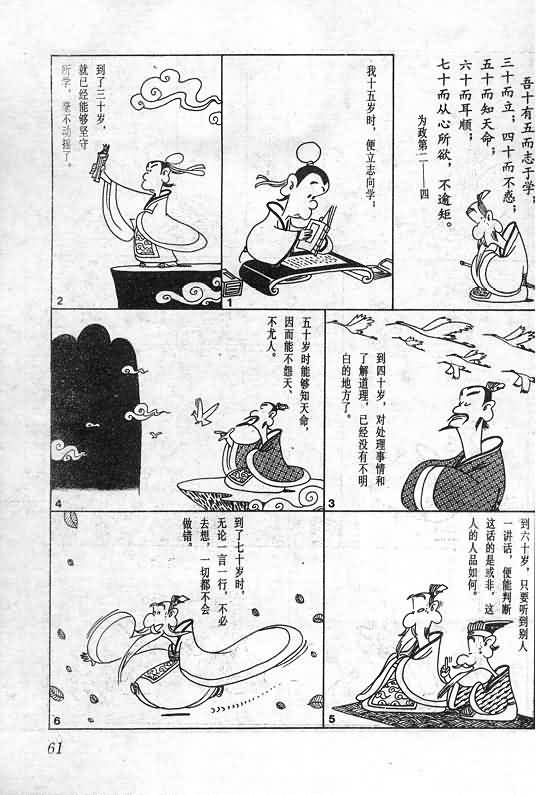 吾十有五而志于学；
三十而立；四十而不惑；
五十而知天命；
六十而耳顺；
七十而从心所欲，不逾矩。
为政第二——四
我十五岁时，便立志向学；
1
到了三十岁，
就已经能够坚守
所学，毫不动摇了。
2
到四十岁，对处理事情和
了解道理，已经没有不明
白的地方了。
3
五十岁时能够知天命，
因而能不怨天、
不尤人。
4
到六十岁，只要听到别人
一讲话，便能判断
这话的是或非，这
人的人品如何。
5
到了七十岁时，
无论一言一行，不必
去想，一切都不会
做错。
6
61